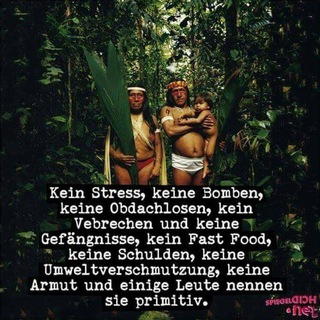 Kein Stress, keine Bomben,
keine Obdachlosen, kein
Vebrechen und keine
Gefängnisse, kein Fast Food,
keine Schulden, keine
Umweltverschmutzung, keine
Armut und einige Leute nennen
sie primitiv.
SPIEGELDICH
.net